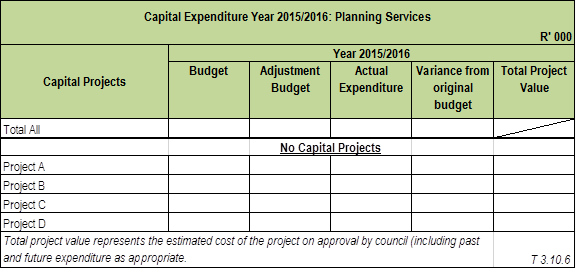 Capital Expenditure Year 2015/2016: Planning Services
R' 000
Capital Projects
Year 2015/2016
Budget
Adjustment
Budget
Actual
Expenditure
Variance from
original
budget
Total Project
Value
Total All
No Capital Projects
Project A
Project B
Project C
Project D
Total project value represents the estimated cost of the project on approval by council (including past
and future expenditure as appropriate.
T 3.10.6